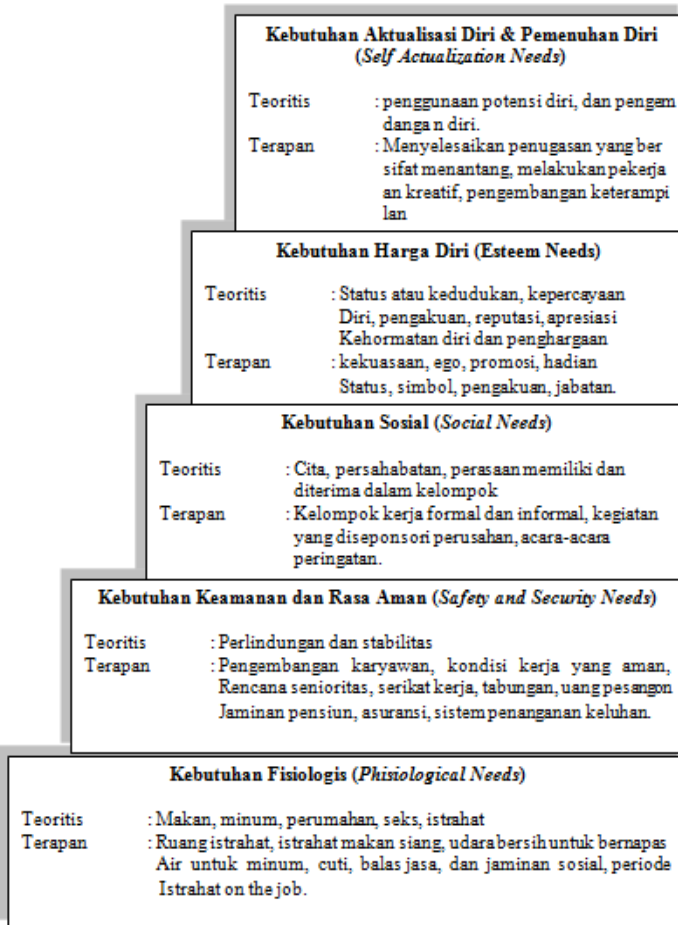 Kebutuhan Aktualisasi Diri & Pemenuhan Diri
(Self Actualization Needs)
Teoritis : penggunaan potensi diri, dan pengem
danga n diri.
Terapan : Menyelesaikan penugasan yang ber
sifat menantang, melakukan pekerja
an kreatif, pengembangan keterampi
lan
Kebutuhan Harga Diri (Esteem Needs)
Teoritis : Status atau kedudukan, kepercayaan
Diri, pengakuan, reputasi, apresiasi
Kehormatan diri dan penghargaan
Terapan : kekuasaan, ego, promosi, hadian
Status, simbol, pengakuan, jabatan.
Kebutuhan Sosial (Social Needs)
Teoritis : Cita, persahabatan, perasaan memiliki dan
diterima dalam kelompok
Terapan : Kelompok kerja formal dan informal, kegiatan
yang diseponsori perusahan, acara-acara
peringatan.
Kebutuhan Keamanan dan Rasa Aman (Safety and Security Needs)
Teoritis : Perlindungan dan stabilitas
Terapan : Pengembangan karyawan, kondisi kerja yang aman,
Rencana senioritas, serikat kerja, tabungan, uang pesangon
Jaminan pensiun, asuransi, sistem penanganan keluhan.
Kebutuhan Fisiologis (Phisiological Needs)
Teoritis : Makan, minum, perumahan, seks, istrahat
Terapan : Ruang istrahat, istrahat makan siang, udara bersih untuk bernapas
Air untuk minum, cuti, balas jasa, dan jaminan sosial, periode
Istrahat on the job.